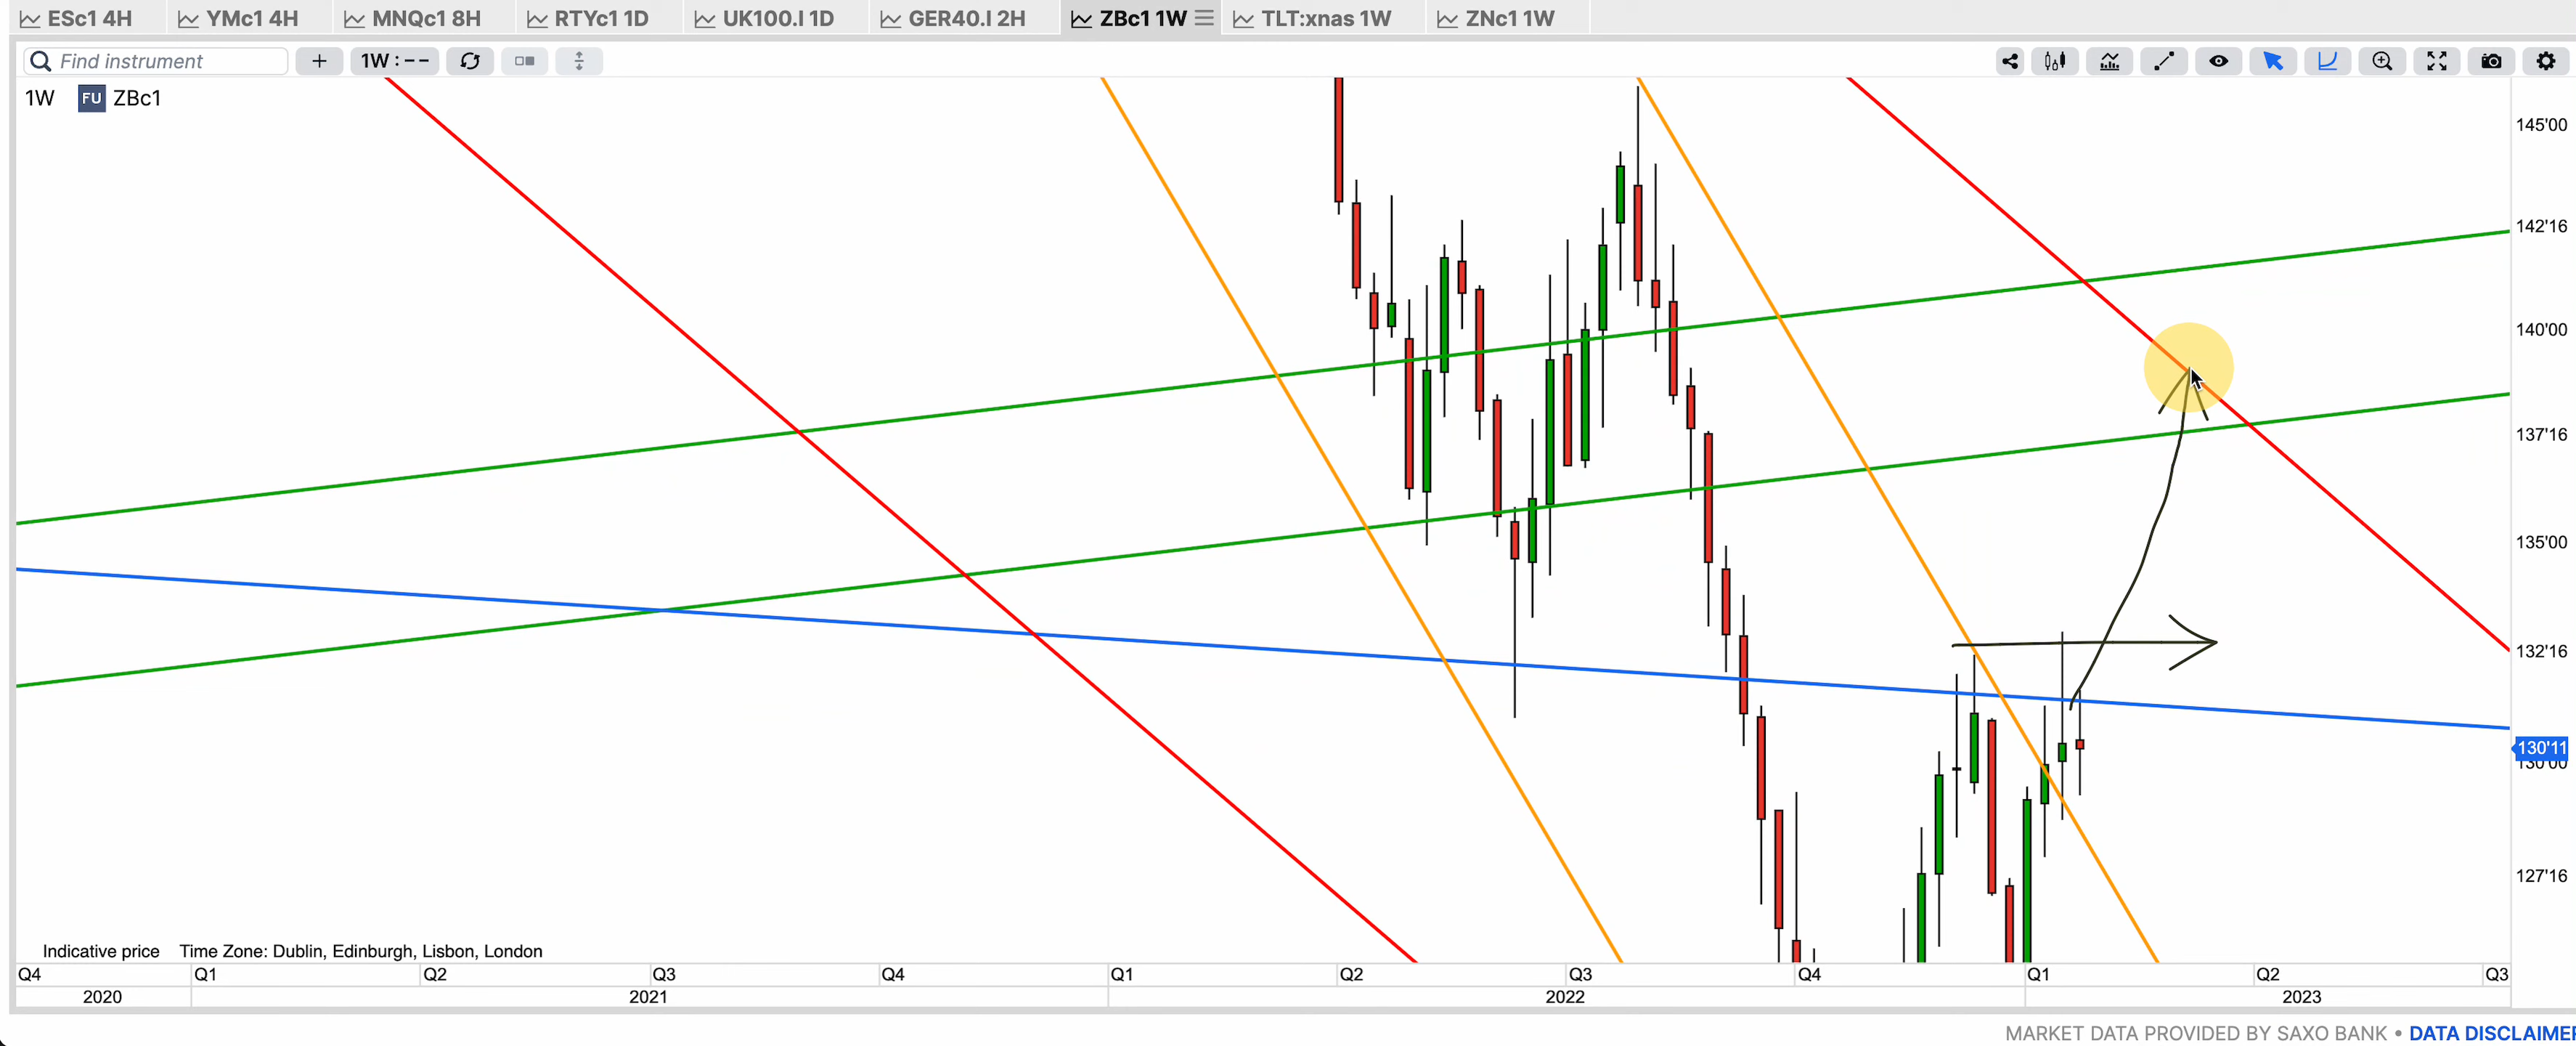 ESc1 4H YMc1 4H MNQc1 8H RTYc1 1D UK100.I 1D GER40.I 2H ZBc1 1W TLT:xnas 1W ZNc1 1W
Find instrument + 1W : --
1W FU ZBc1
145'00
142'16
140'00
137'16
135'00
132'16
130'11
130'00
127'16
Indicative price Time Zone: Dublin, Edinburgh, Lisbon, London
Q4 Q1 Q2 Q3 Q4 Q1 Q2 Q3 Q4 Q1 Q2 Q3
2020 2021 2022 2023
MARKET DATA PROVIDED BY SAXO BANK • DATA DISCLAIMER